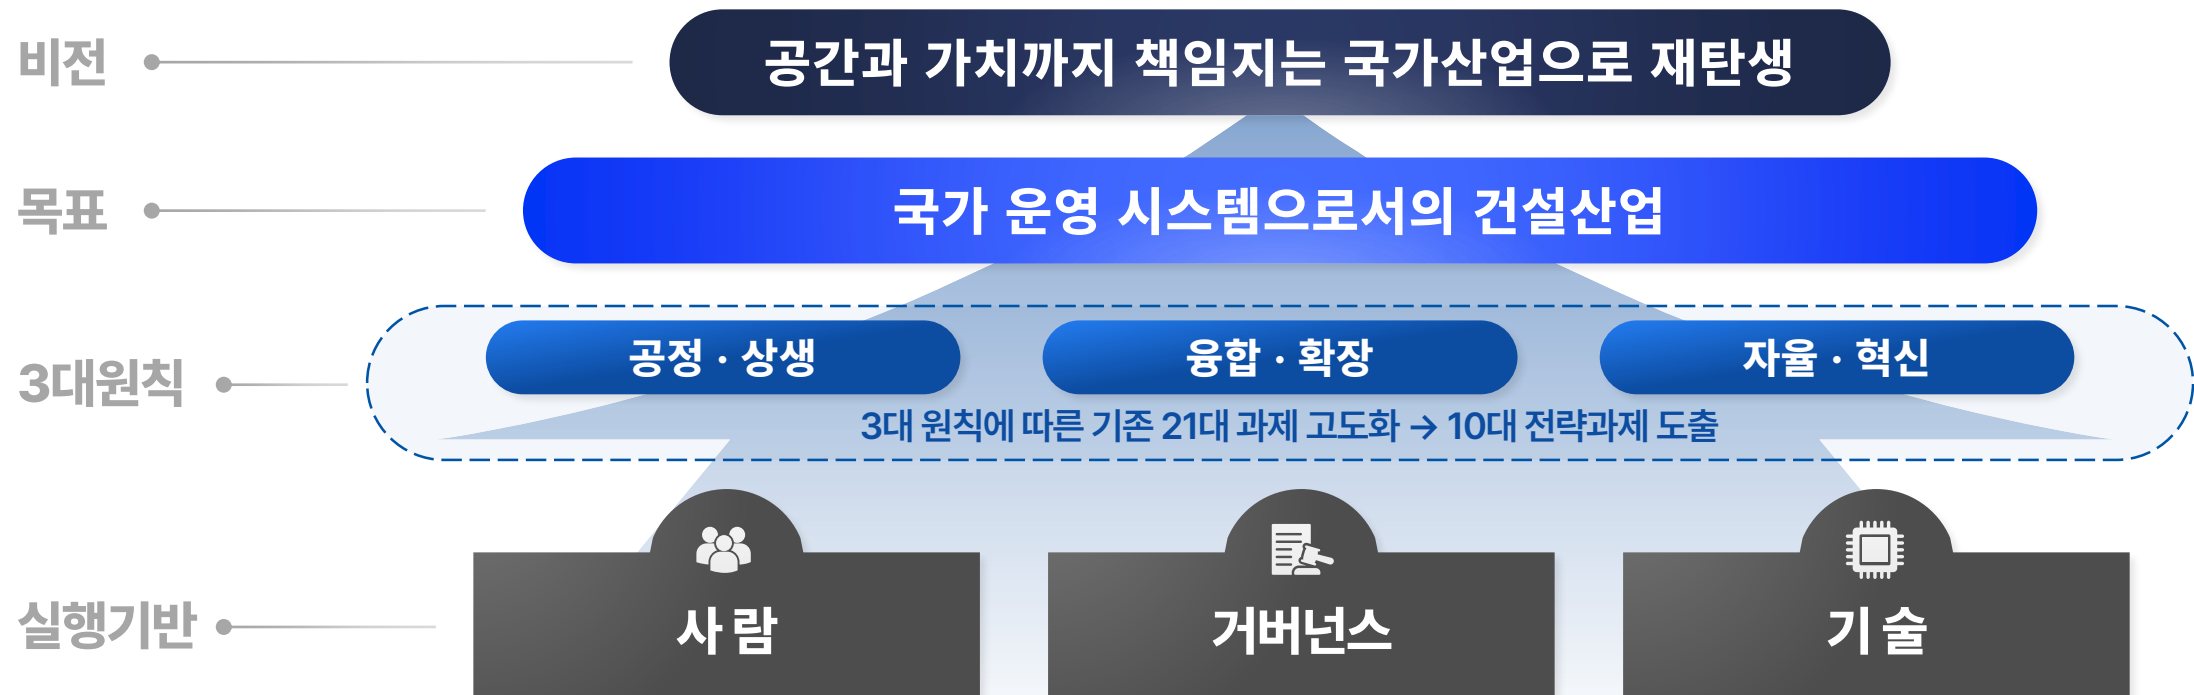 비전
공간과 가치까지 책임지는 국가산업으로 재탄생
목표
국가 운영 시스템으로서의 건설산업
3대원칙
공정 · 상생
융합 · 확장
자율 · 혁신
3대 원칙에 따른 기존 21대 과제 고도화 → 10대 전략과제 도출
실행기반
사 람
거버넌스
기 술